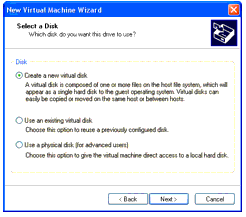 New Virtual Machine Wizard
Select a Disk
Which disk do you want this drive to use?
Disk
Create a new virtual disk
A virtual disk is composed of one or more files on the host file system, which will
appear as a single hard disk to the guest operating system. Virtual disks can
easily be copied or moved on the same host or between hosts.
Use an existing virtual disk
Choose this option to reuse a previously configured disk.
Use a physical disk (for advanced users)
Choose this option to give the virtual machine direct access to a local hard disk.
< Back
Next >
Cancel